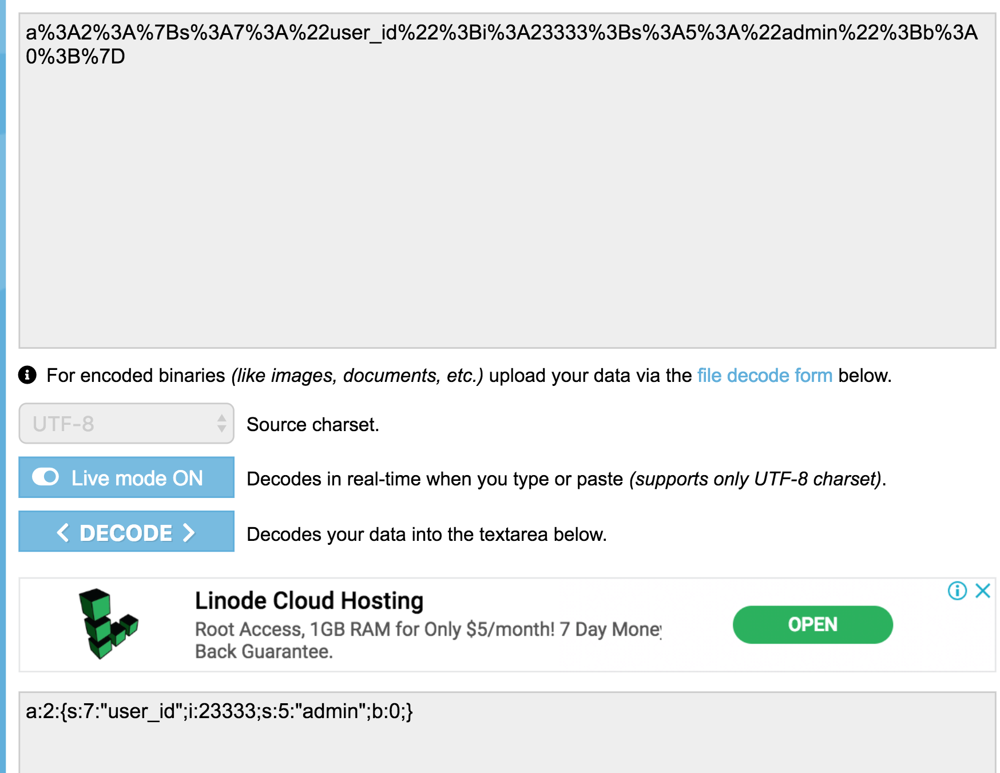 a%3A2%3A%7Bs%3A7%3A%22user_id%22%3Bi%3A23333%3Bs%3A5%3A%22admin%22%3Bb%3A
0%3B%7D
For encoded binaries (like images, documents, etc.) upload your data via the file decode form below.
UTF-8 Source charset.
Live mode ON Decodes in real-time when you type or paste (supports only UTF-8 charset).
< DECODE > Decodes your data into the textarea below.
Linode Cloud Hosting
Root Access, 1GB RAM for Only $5/month! 7 Day Money
Back Guarantee.
OPEN
a:2:{s:7:"user_id";i:23333;s:5:"admin";b:0;}